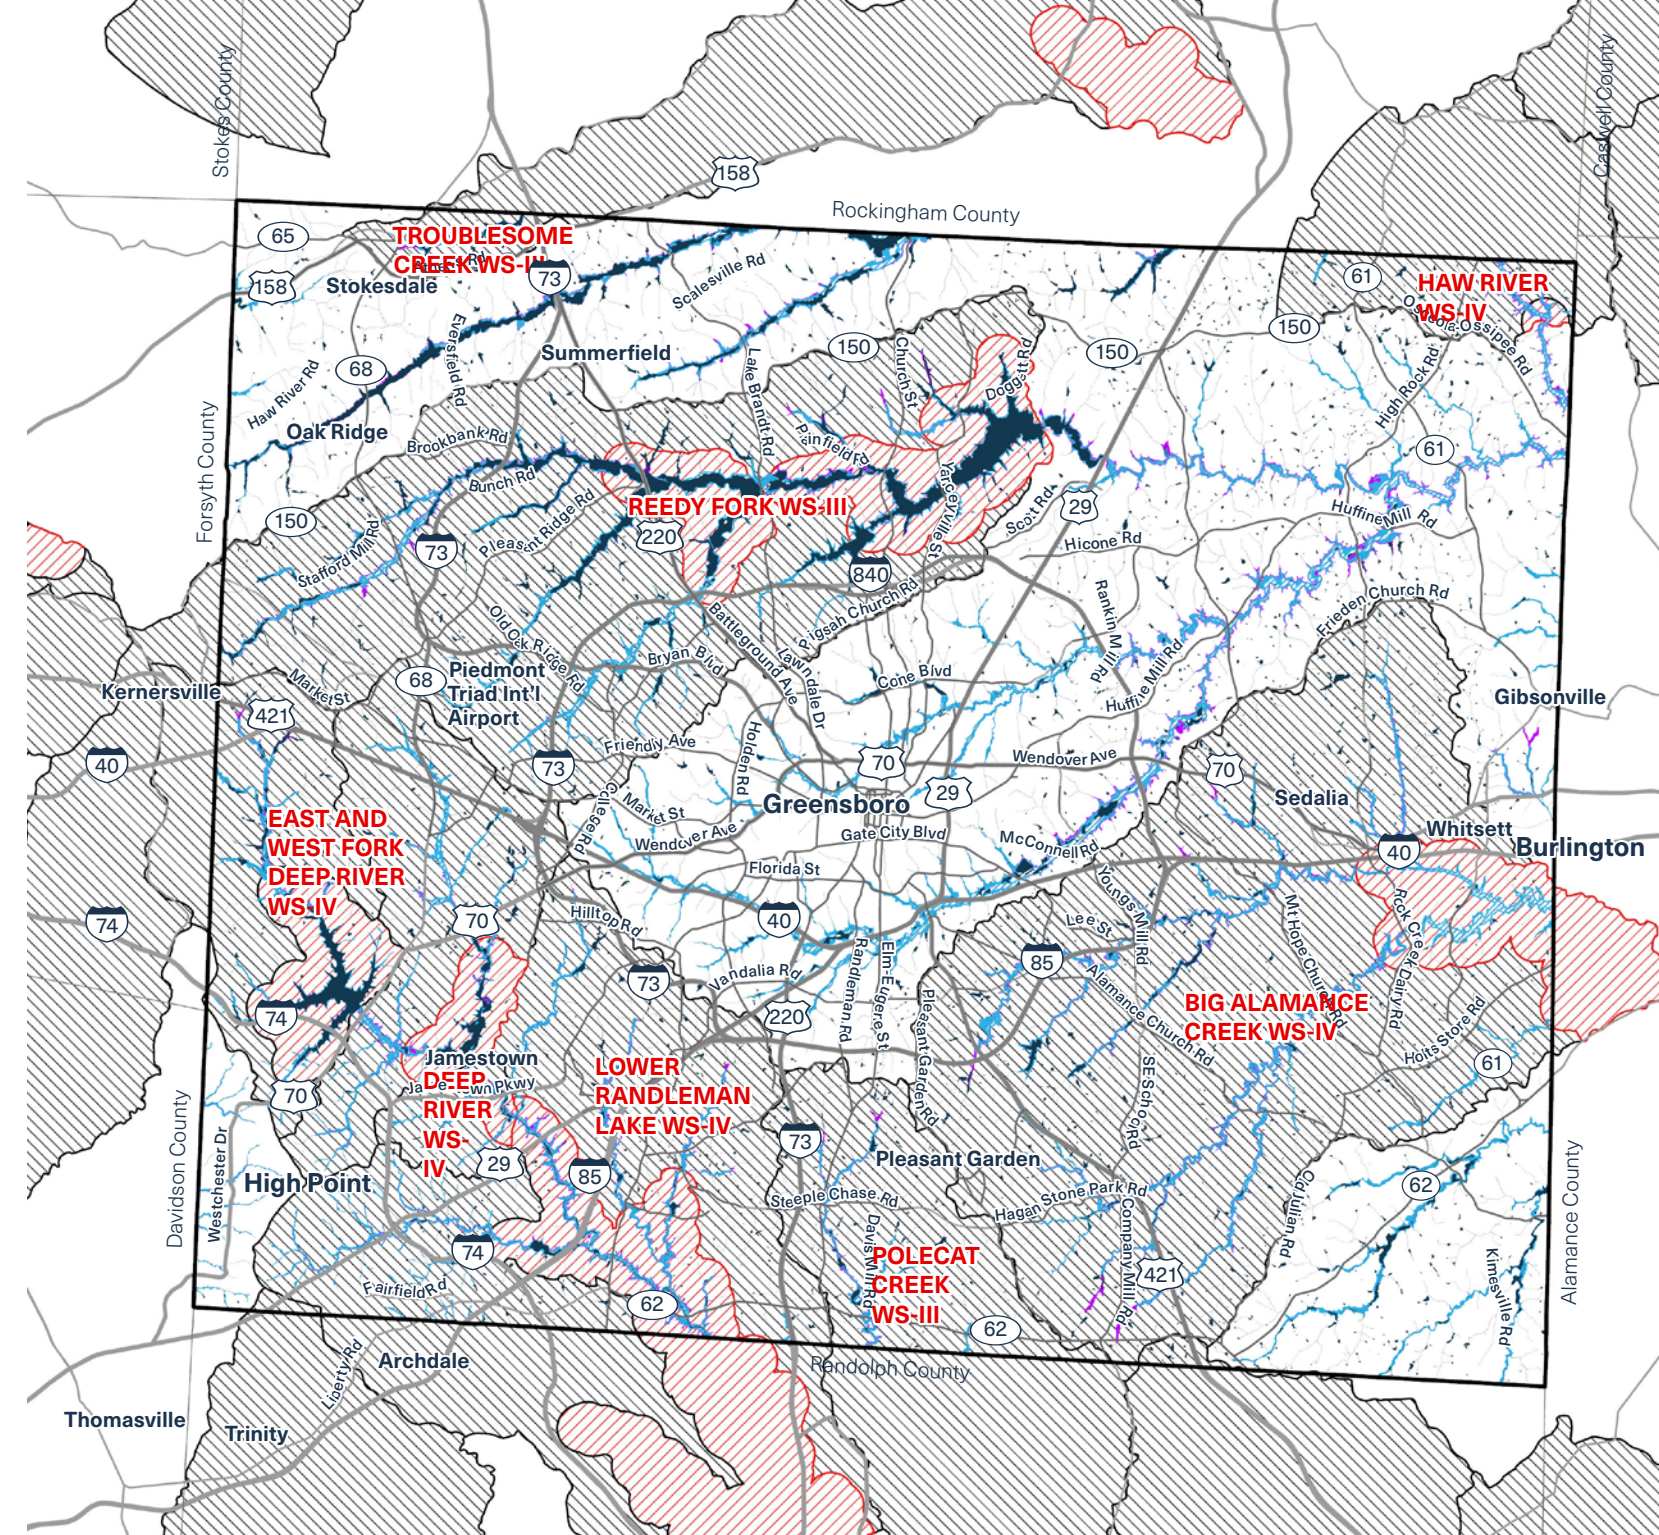 Stokes County
Caswell County
158
Rockingham County
65
TROUBLESOME
CREEK WS-III
Athens Rd
158
Stokesdale
73
Scalesville Rd
61
HAW RIVER
WS-IV
Osceola-Ossipee Rd
150
Eversfield Rd
Summerfield
150
Church St
150
Doggett Rd
68
Haw River Rd
Lake Brandt Rd
High Rock Rd
Oak Ridge
Brookbank Rd
Plainfield Rd
61
Forsyth County
Bunch Rd
Yanceyville St
REEDY FORK WS-III
150
Pleasant Ridge Rd
Scott Rd
29
Huffine Mill Rd
Stafford Mill Rd
73
220
Hicone Rd
840
Rankin Mill Rd
Frieden Church Rd
Old Oak Ridge Rd
Battleground Ave
Pisgah Church Rd
Bryan Blvd
Lawndale Dr
Piedmont
Triad Int'l
Airport
68
Cone Blvd
Huffine Mill Rd
Kernersville
Market St
421
Gibsonville
Friendly Ave
Holden Rd
40
73
70
Wendover Ave
70
29
Sedalia
College Rd
Market St
Greensboro
EAST AND
WEST FORK
DEEP RIVER
WS-IV
Wendover Ave
Gate City Blvd
McConnell Rd
Whitsett
40
Burlington
Florida St
Youngs Mill Rd
74
70
Hilltop Rd
40
Lee St
Mt Hope Church Rd
Rock Creek Dairy Rd
73
Vandalia Rd
Randleman Rd
Elm-Eugene St
85
Alamance Church Rd
BIG ALAMANCE
CREEK WS-IV
74
220
Pleasant Garden Rd
Hoits Store Rd
Jamestown
61
70
Jamestown Pkwy
DEEP
RIVER
WS-
IV
LOWER
RANDLEMAN
LAKE WS-IV
SE School Rd
Davidson County
Westchester Dr
73
Alamance County
29
85
Pleasant Garden
High Point
Steeple Chase Rd
Hagan Stone Park Rd
62
Old Julian Rd
74
Davis Mill Rd
POLECAT
CREEK
WS-III
Company Mill Rd
421
Kimesville Rd
Fairfield Rd
62
62
Randolph County
Liberty Rd
Archdale
Thomasville
Trinity